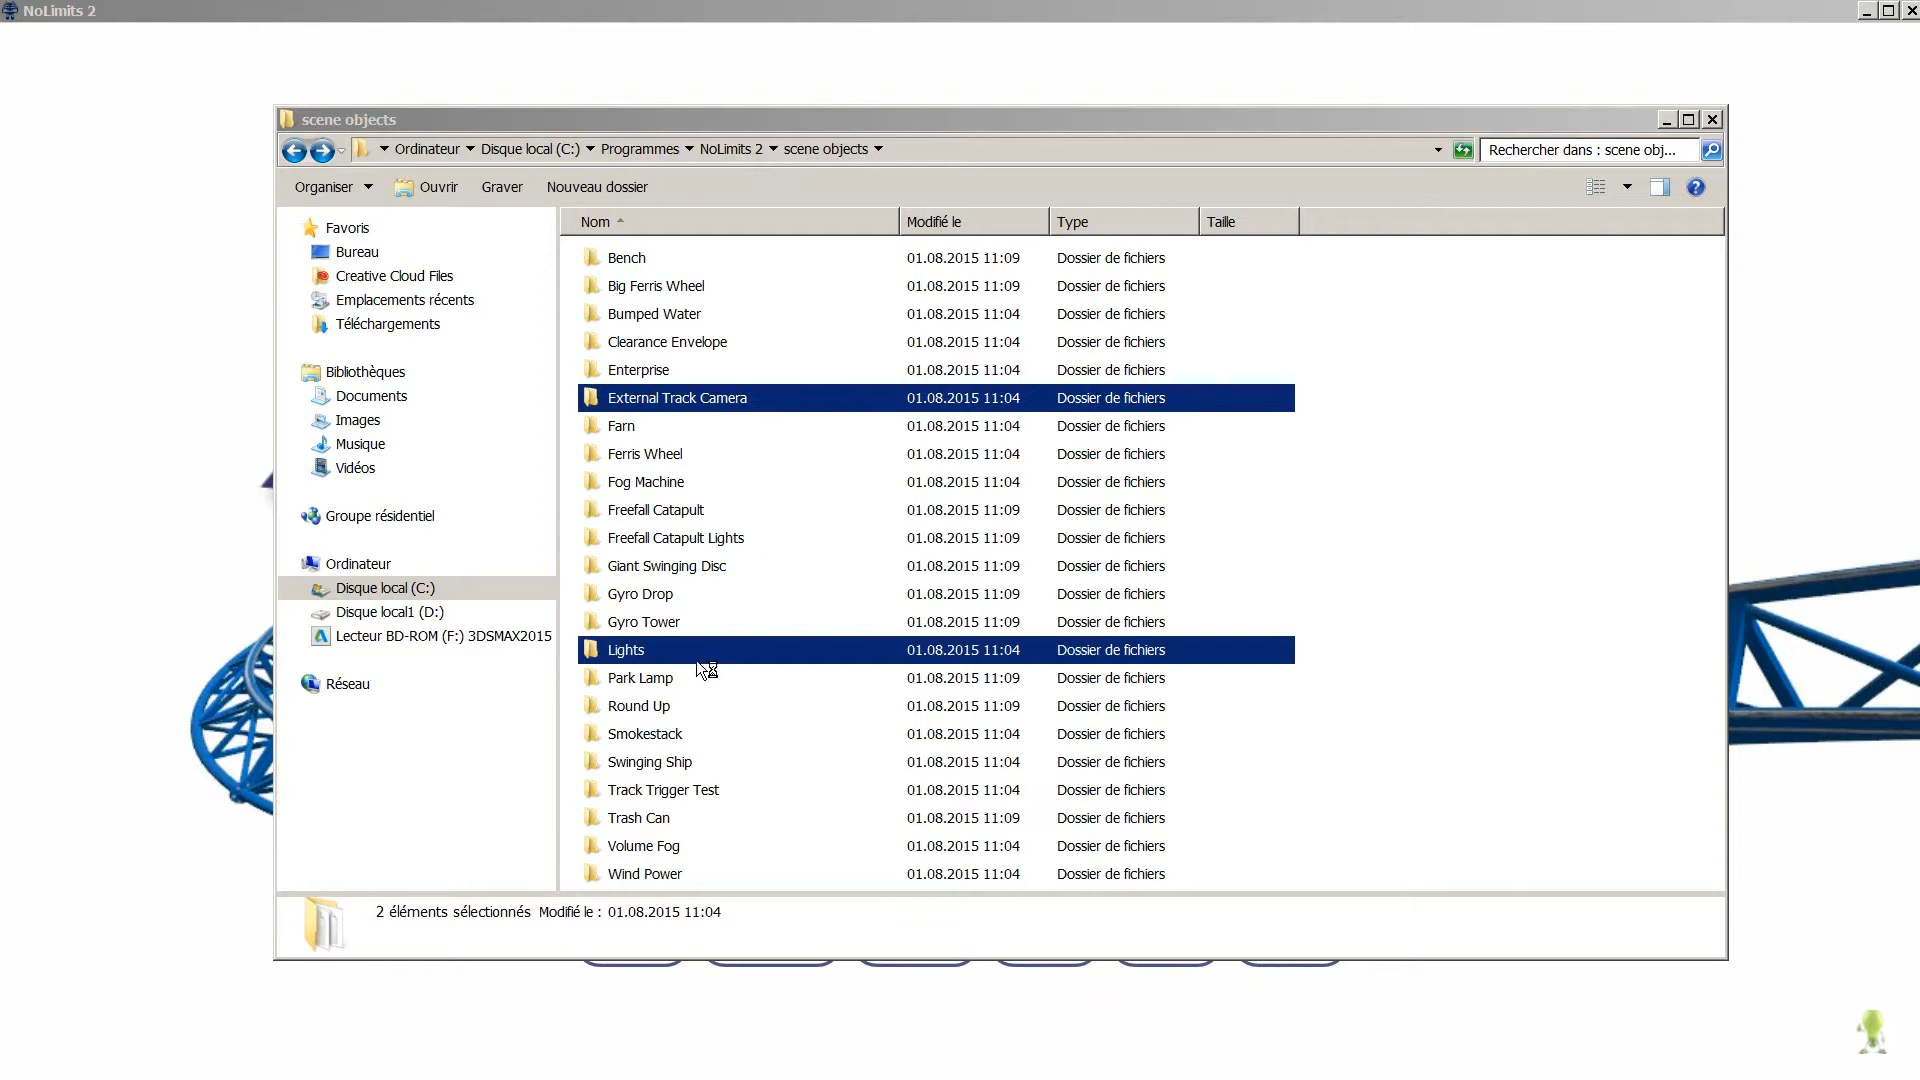 NoLimits 2
scene objects
Ordinateur Disque local (C:) Programmes NoLimits 2 scene objects Rechercher dans : scene obj...
Organiser Ouvrir Graver Nouveau dossier
Favoris
Bureau
Creative Cloud Files
Emplacements récents
Téléchargements
Bibliothèques
Documents
Images
Musique
Vidéos
Groupe résidentiel
Ordinateur
Disque local (C:)
Disque local1 (D:)
Lecteur BD-ROM (F:) 3DSMAX2015
Réseau
Nom Modifié le Type Taille
Bench 01.08.2015 11:09 Dossier de fichiers
Big Ferris Wheel 01.08.2015 11:09 Dossier de fichiers
Bumped Water 01.08.2015 11:04 Dossier de fichiers
Clearance Envelope 01.08.2015 11:04 Dossier de fichiers
Enterprise 01.08.2015 11:04 Dossier de fichiers
External Track Camera 01.08.2015 11:04 Dossier de fichiers
Farn 01.08.2015 11:04 Dossier de fichiers
Ferris Wheel 01.08.2015 11:04 Dossier de fichiers
Fog Machine 01.08.2015 11:04 Dossier de fichiers
Freefall Catapult 01.08.2015 11:09 Dossier de fichiers
Freefall Catapult Lights 01.08.2015 11:09 Dossier de fichiers
Giant Swinging Disc 01.08.2015 11:09 Dossier de fichiers
Gyro Drop 01.08.2015 11:09 Dossier de fichiers
Gyro Tower 01.08.2015 11:09 Dossier de fichiers
Lights 01.08.2015 11:04 Dossier de fichiers
Park Lamp 01.08.2015 11:09 Dossier de fichiers
Round Up 01.08.2015 11:09 Dossier de fichiers
Smokestack 01.08.2015 11:04 Dossier de fichiers
Swinging Ship 01.08.2015 11:04 Dossier de fichiers
Track Trigger Test 01.08.2015 11:04 Dossier de fichiers
Trash Can 01.08.2015 11:09 Dossier de fichiers
Volume Fog 01.08.2015 11:04 Dossier de fichiers
Wind Power 01.08.2015 11:04 Dossier de fichiers
2 éléments sélectionnés Modifié le : 01.08.2015 11:04